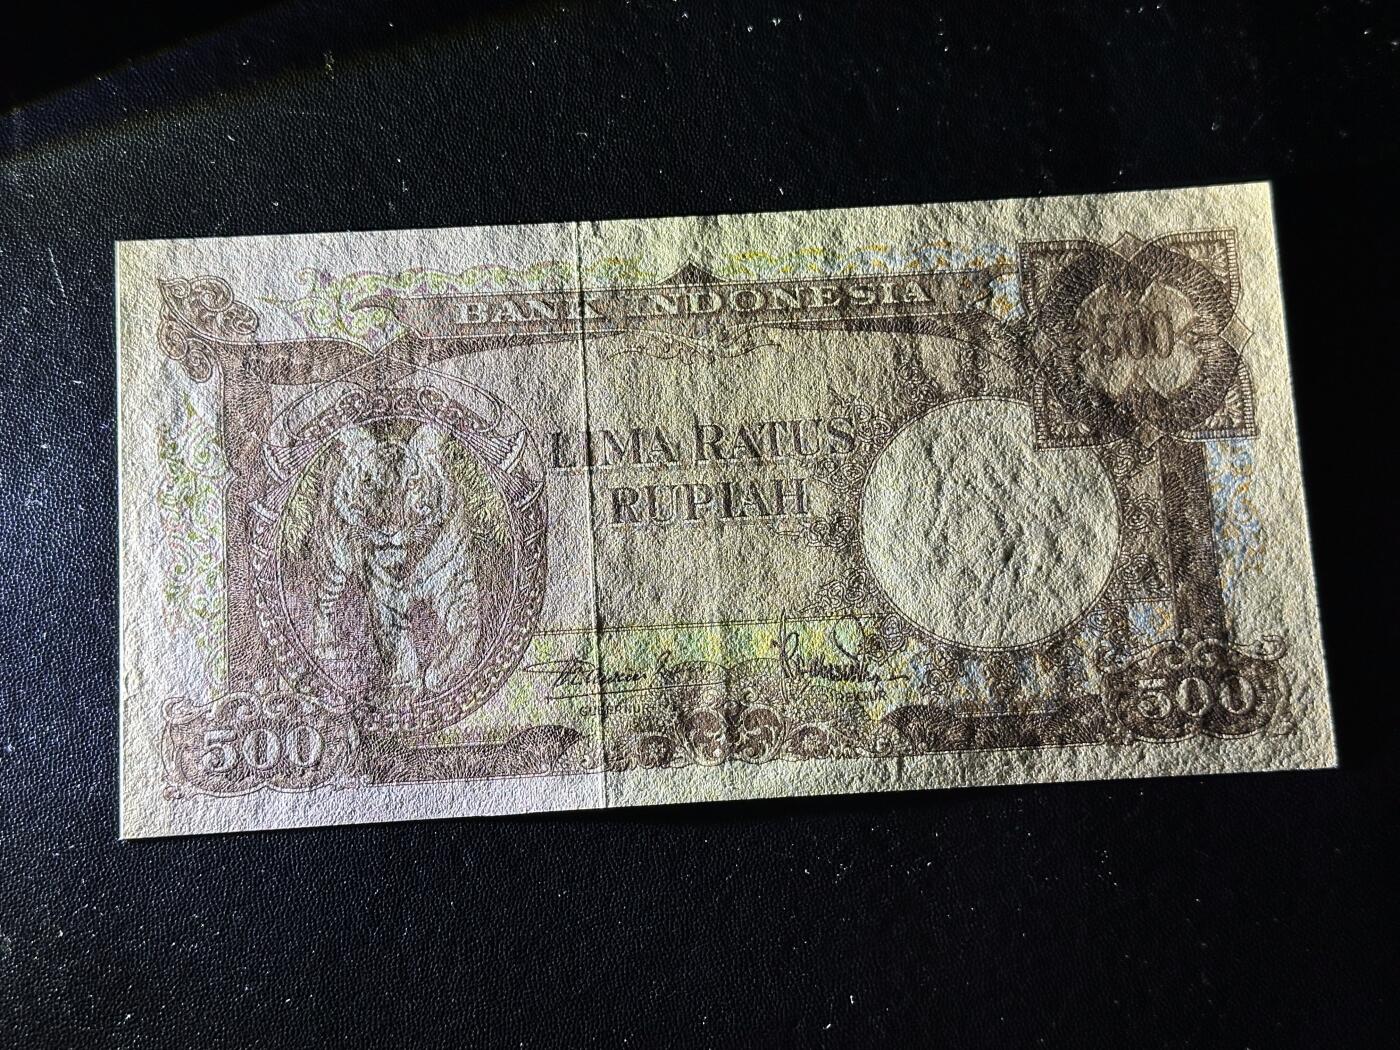 BANK INDONESIA
500
LIMA RATUS
RUPIAH
500
500